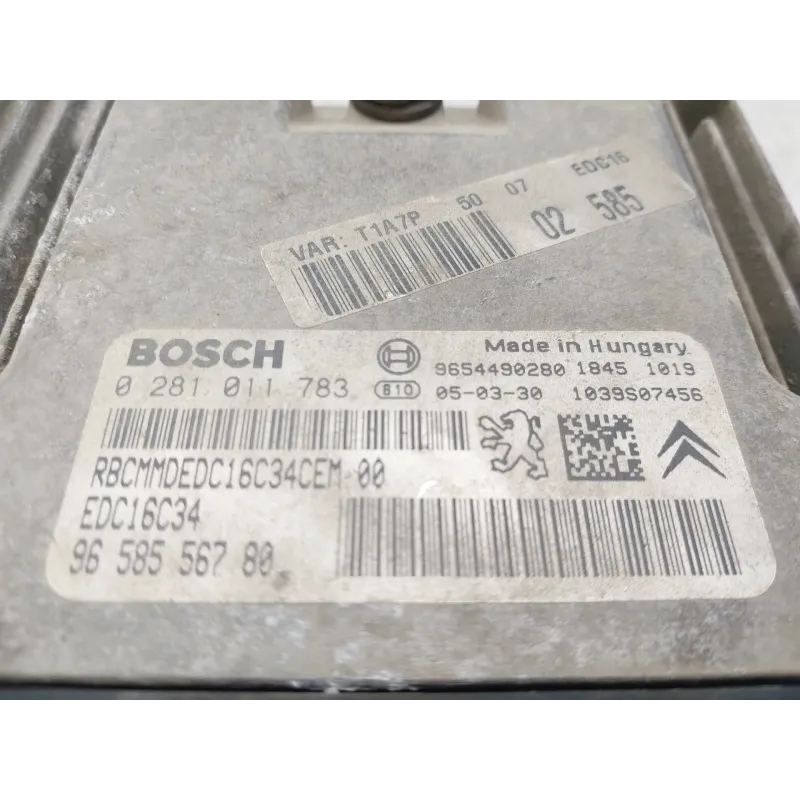 VAR: T1A7P 50 07 EDC16
02 585
BOSCH
Made in Hungary
9654490280 1845 1019
0 281 011 783 810 05-03-30 1039S07456
RBCMMDEDC16C34CEM-00
EDC16C34
96 585 567 80